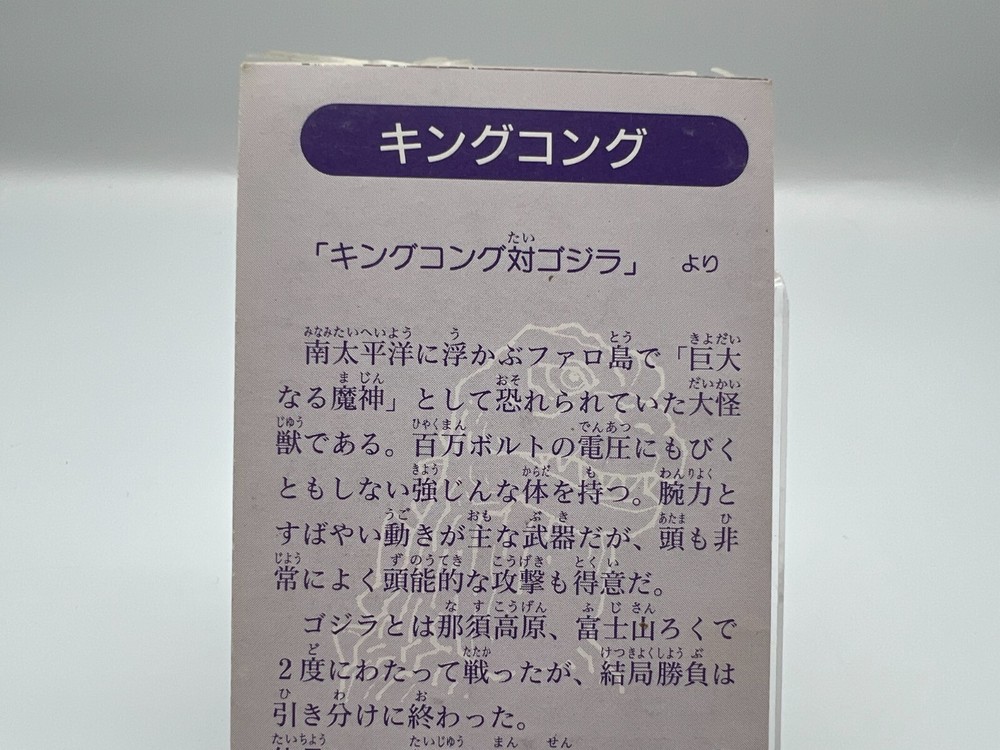 キングコング
「キングコング対ゴジラ」 より
南太平洋に浮かぶファロ島で「巨大
なる魔神」として恐れられていた大怪
獣である。百万ボルトの電圧にもびく
ともしない強じんな体を持つ。腕力と
すばやい動きが主な武器だが、頭も非
常によく頭能的な攻撃も得意だ。
ゴジラとは那須高原、富士山ろくで
2度にわたって戦ったが、結局勝負は
引き分けに終わった。